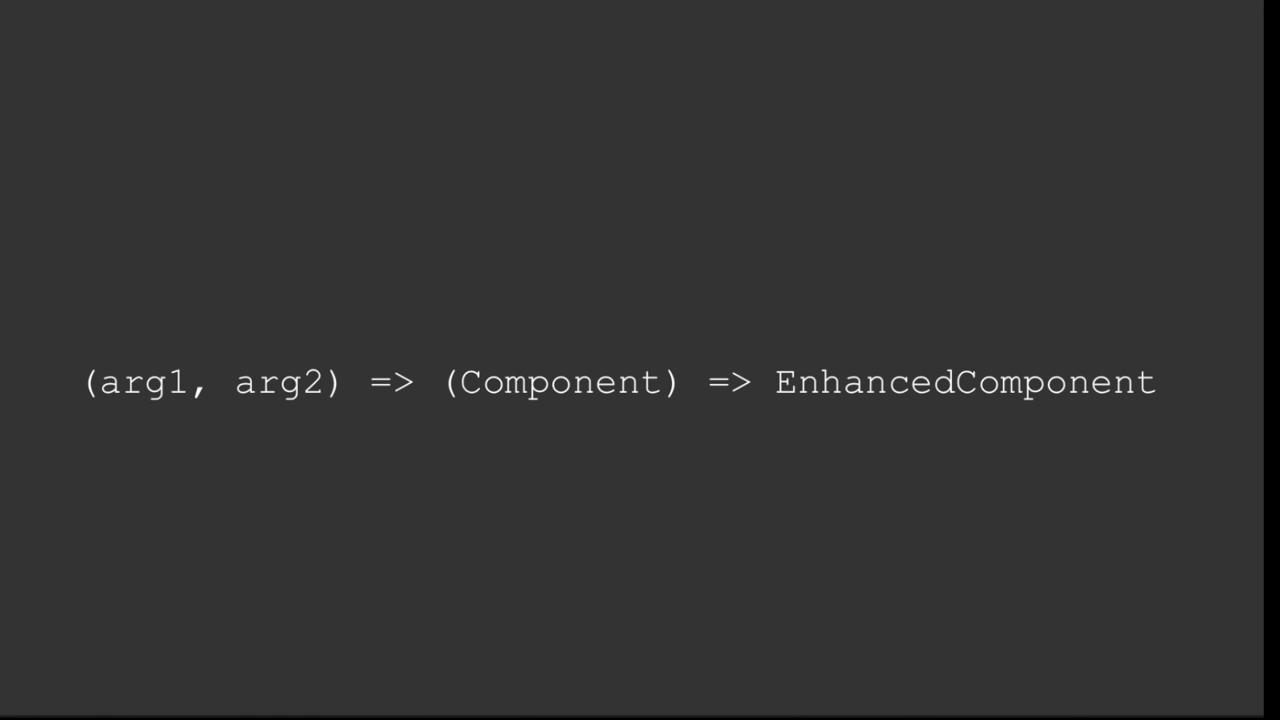 (arg1, arg2) => (Component) => EnhancedComponent